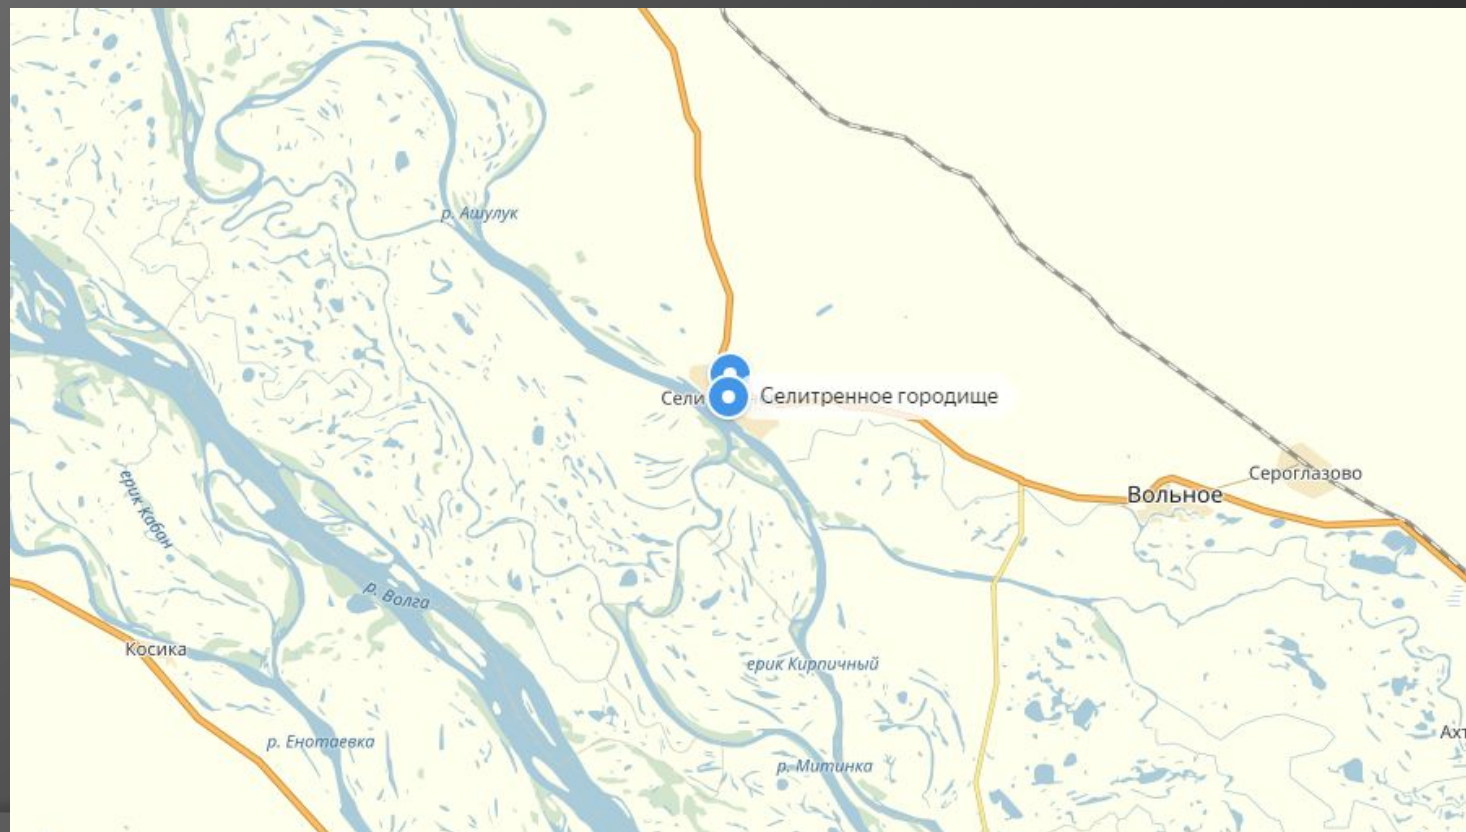 р. Ашулук
Сели
Селитренное городище
Сероглазово
Вольное
ерик Кабан
р. Волга
Косика
ерик Кирпичный
р. Енотаевка
р. Митинка
Ахт